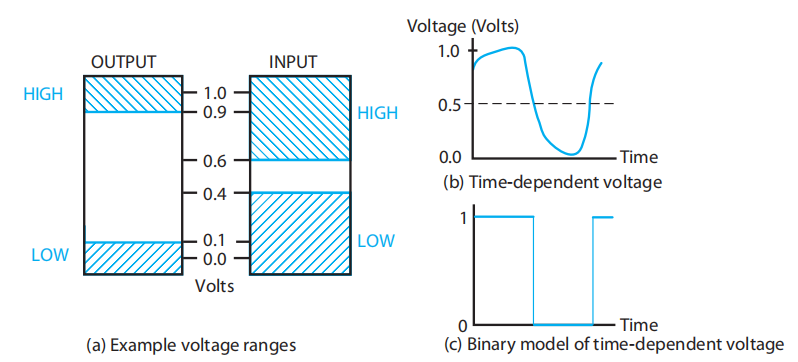 OUTPUT
INPUT
HIGH
LOW
1.0
0.9
0.6
0.4
0.1
0.0
Volts
HIGH
LOW
(a) Example voltage ranges
Voltage (Volts)
1.0
0.5
0.0
Time
(b) Time-dependent voltage
1
0
Time
(c) Binary model of time-dependent voltage